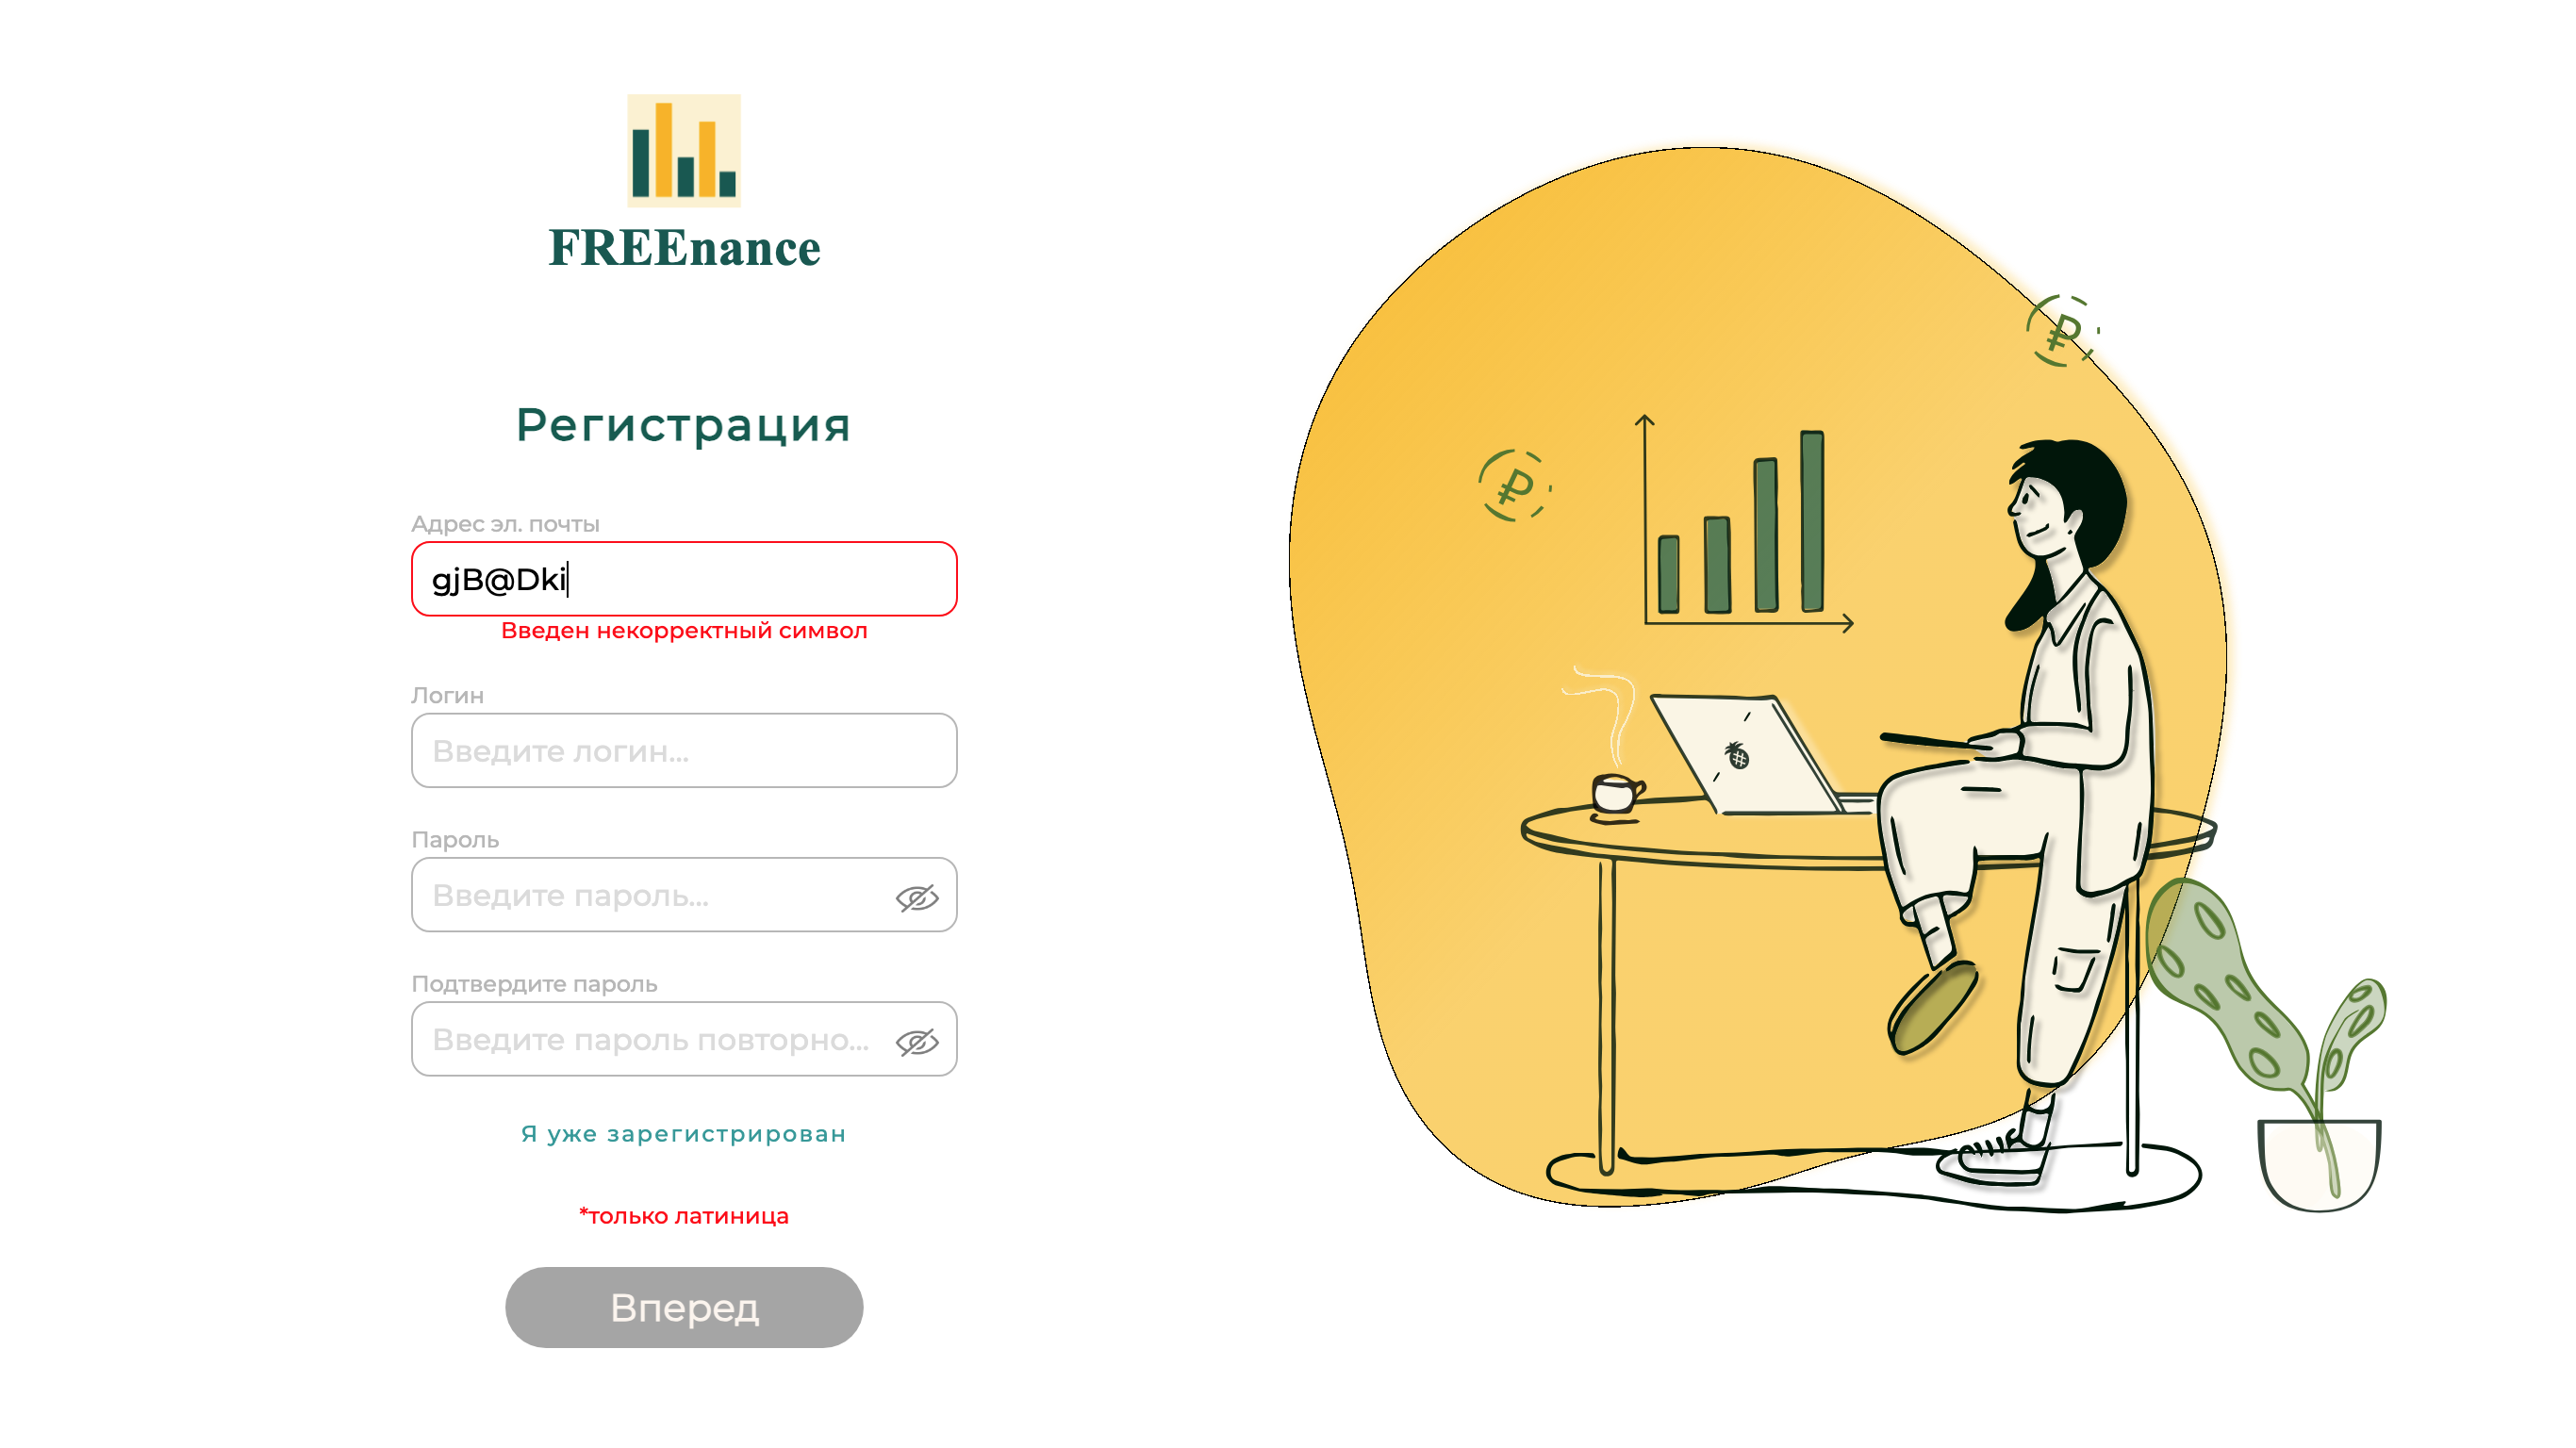 FREEnance
Регистрация
Адрес эл. почты
gjB@Dki
Введен некорректный символ
Логин
Введите логин...
Пароль
Введите пароль...
Подтвердите пароль
Введите пароль повторно...
Я уже зарегистрирован
*только латиница
Вперед
₽
₽